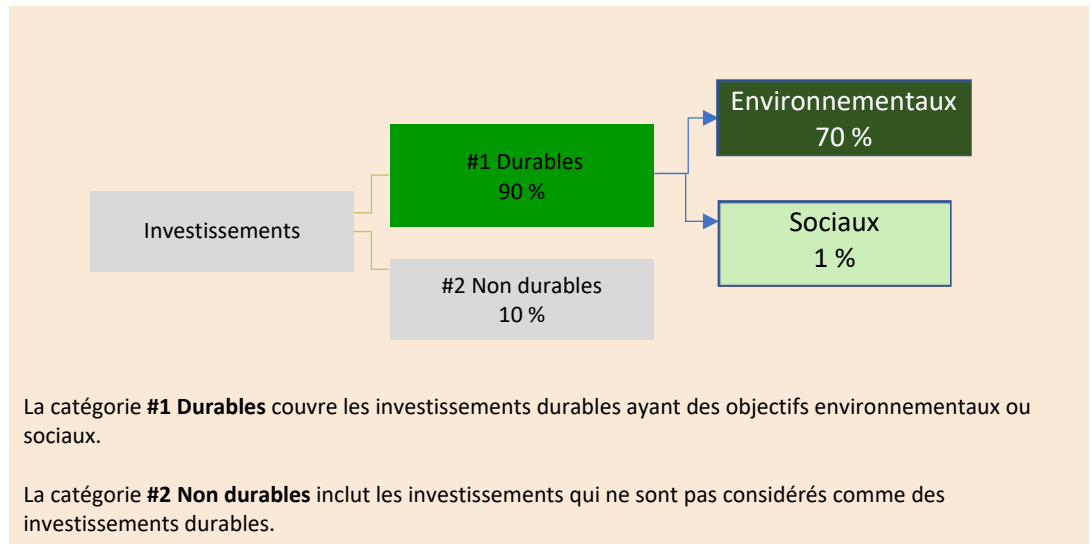 Environnementaux
70 %
#1 Durables
90 %
Investissements
Sociaux
1 %
#2 Non durables
10 %
La catégorie #1 Durables couvre les investissements durables ayant des objectifs environnementaux ou
sociaux.
La catégorie #2 Non durables inclut les investissements qui ne sont pas considérés comme des
investissements durables.